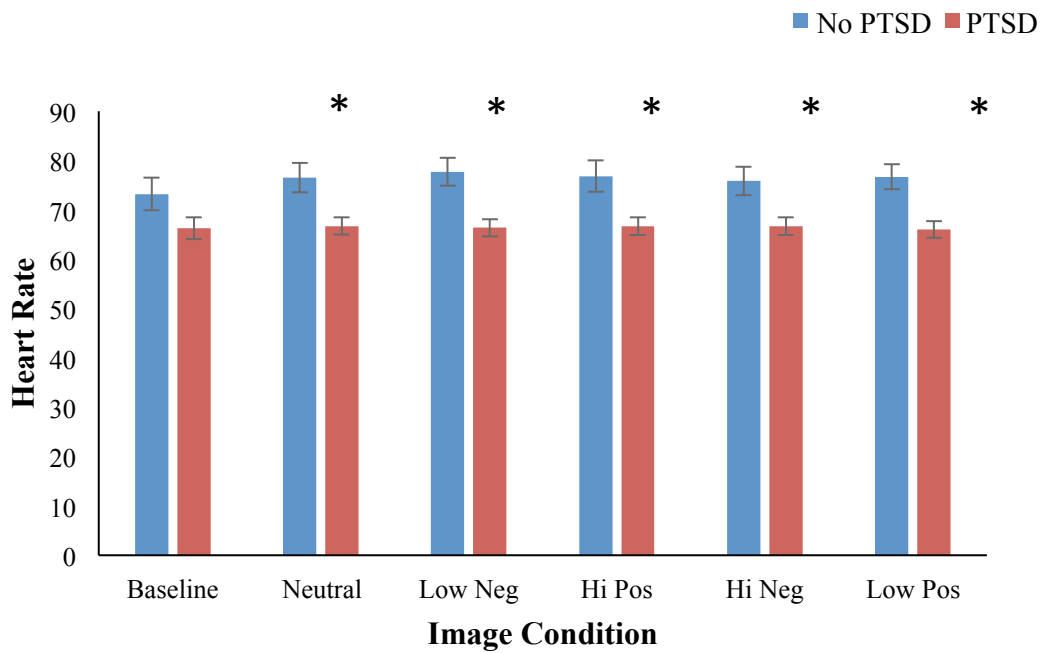 No PTSD PTSD
* * * * *
90
80
70
60
50
40
30
20
10
0
Heart Rate
Baseline Neutral Low Neg Hi Pos Hi Neg Low Pos
Image Condition